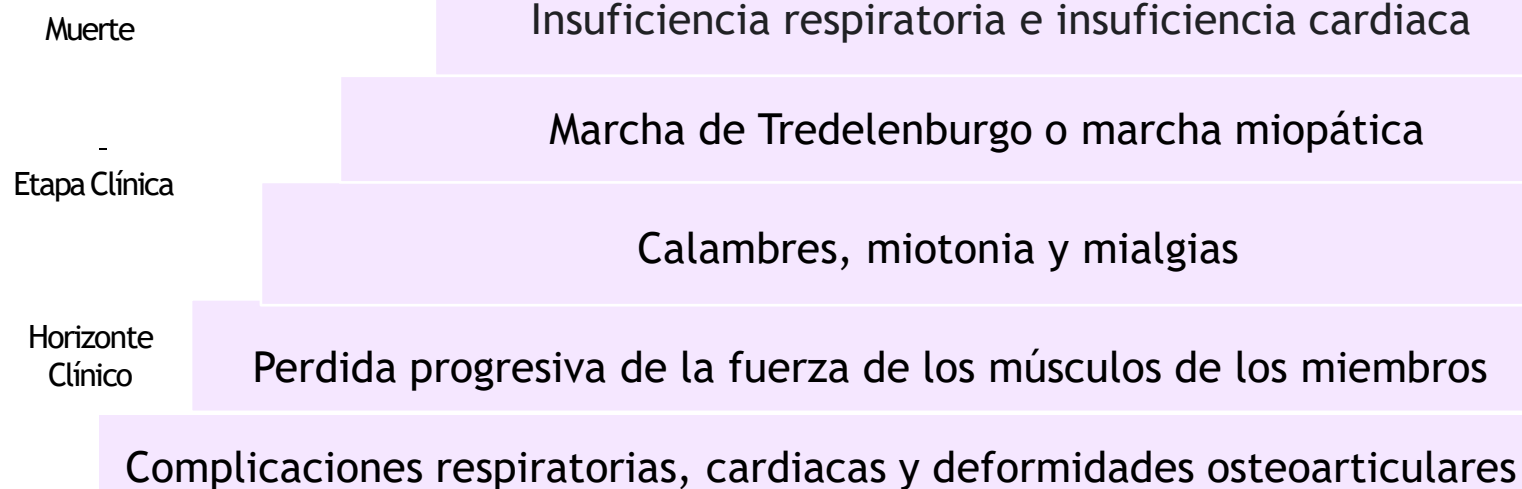 Muerte
Insuficiencia respiratoria e insuficiencia cardiaca
Marcha de Tredelenburgo o marcha miopática
-
Etapa Clínica
Calambres, miotonia y mialgias
Horizonte
Clínico
Perdida progresiva de la fuerza de los músculos de los miembros
Complicaciones respiratorias, cardiacas y deformidades osteoarticulares